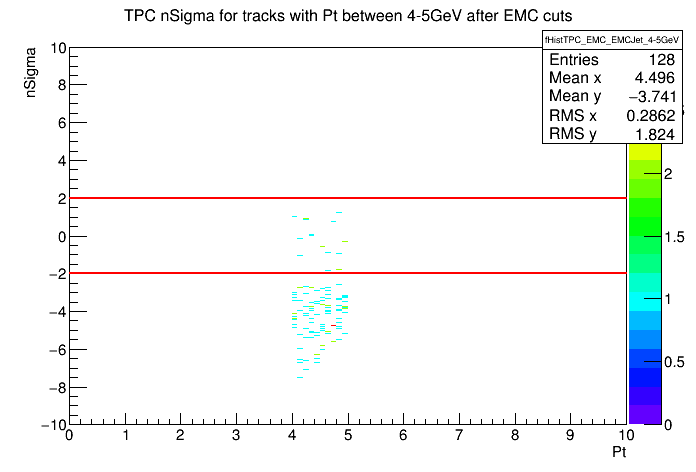 TPC nSigma for tracks with Pt between 4-5GeV after EMC cuts
fHistTPC_EMC_EMCJet_4-5GeV
Entries 128
Mean x 4.496
Mean y −3.741
RMS x 0.2862
RMS y 1.824
nSigma
10
8
6
4
2
0
−2
−4
−6
−8
−10
0 1 2 3 4 5 6 7 8 9 10
Pt
2
1.5
1
0.5
0